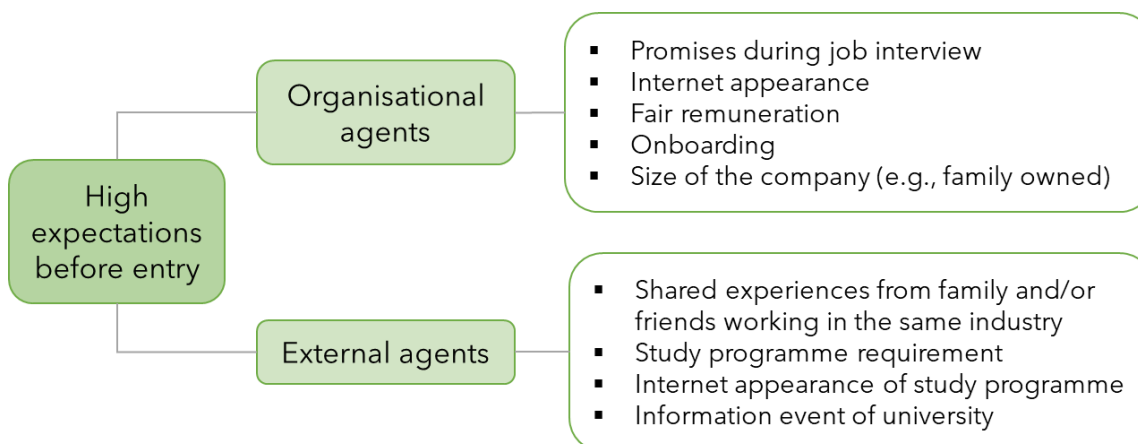 High
expectations
before entry
Organisational
agents
▪ Promises during job interview
▪ Internet appearance
▪ Fair remuneration
▪ Onboarding
▪ Size of the company (e.g., family owned)
External agents
▪ Shared experiences from family and/or
friends working in the same industry
▪ Study programme requirement
▪ Internet appearance of study programme
▪ Information event of university